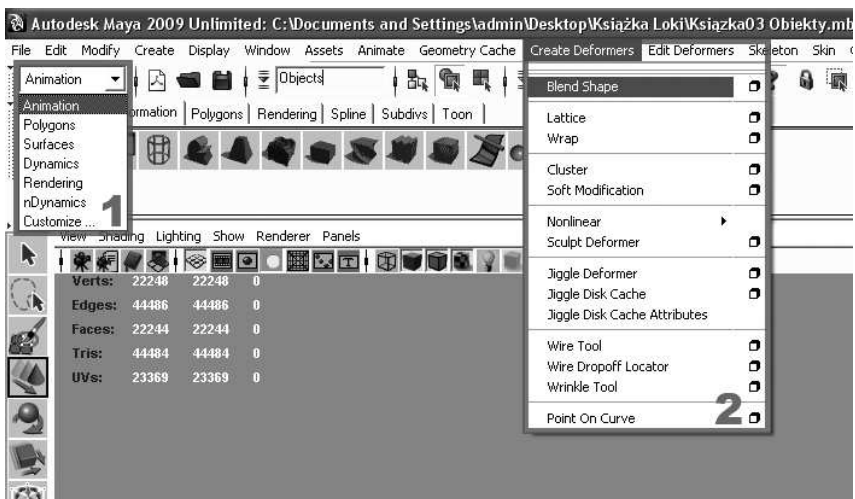 Autodesk Maya 2009 Unlimited: C:\Documents and Settings\admin\Desktop\Książka Loki\Ksiązka03 Obiekty.mb
File Edit Modify Create Display Window Assets Animate Geometry Cache Create Deformers Edit Deformers Skeleton Skin
Animation
Objects
Animation
Polygons
Surfaces
Dynamics
Rendering
nDynamics
Customize ...
1
Polygons Rendering Spline Subdivs Toon
View Shading Lighting Show Renderer Panels
Verts: 22248 22248 0
Edges: 44486 44486 0
Faces: 22244 22244 0
Tris: 44484 44484 0
UVs: 23369 23369 0
Blend Shape
Lattice
Wrap
Cluster
Soft Modification
Nonlinear
Sculpt Deformer
Jiggle Deformer
Jiggle Disk Cache
Jiggle Disk Cache Attributes
Wire Tool
Wire Dropoff Locator
Wrinkle Tool
Point On Curve
2